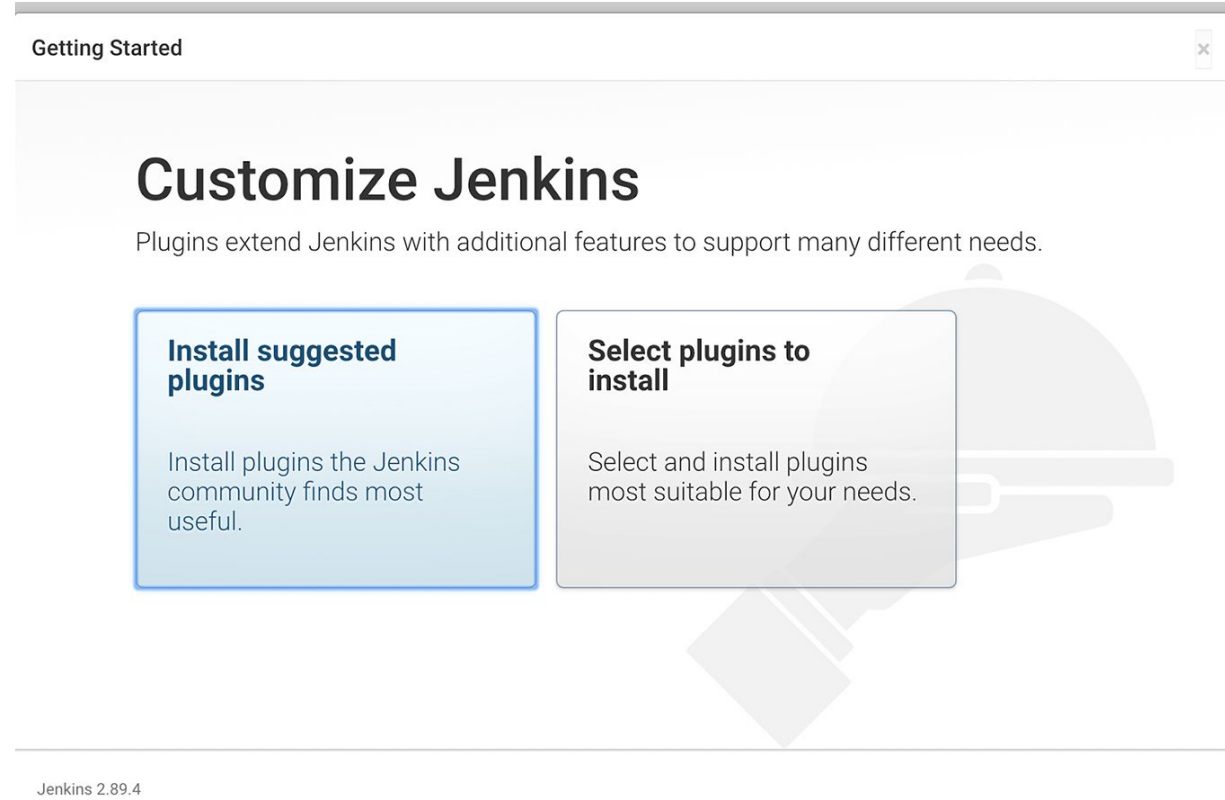 Getting Started
×
Customize Jenkins
Plugins extend Jenkins with additional features to support many different needs.
Install suggested
plugins
Install plugins the Jenkins
community finds most
useful.
Select plugins to
install
Select and install plugins
most suitable for your needs.
Jenkins 2.89.4